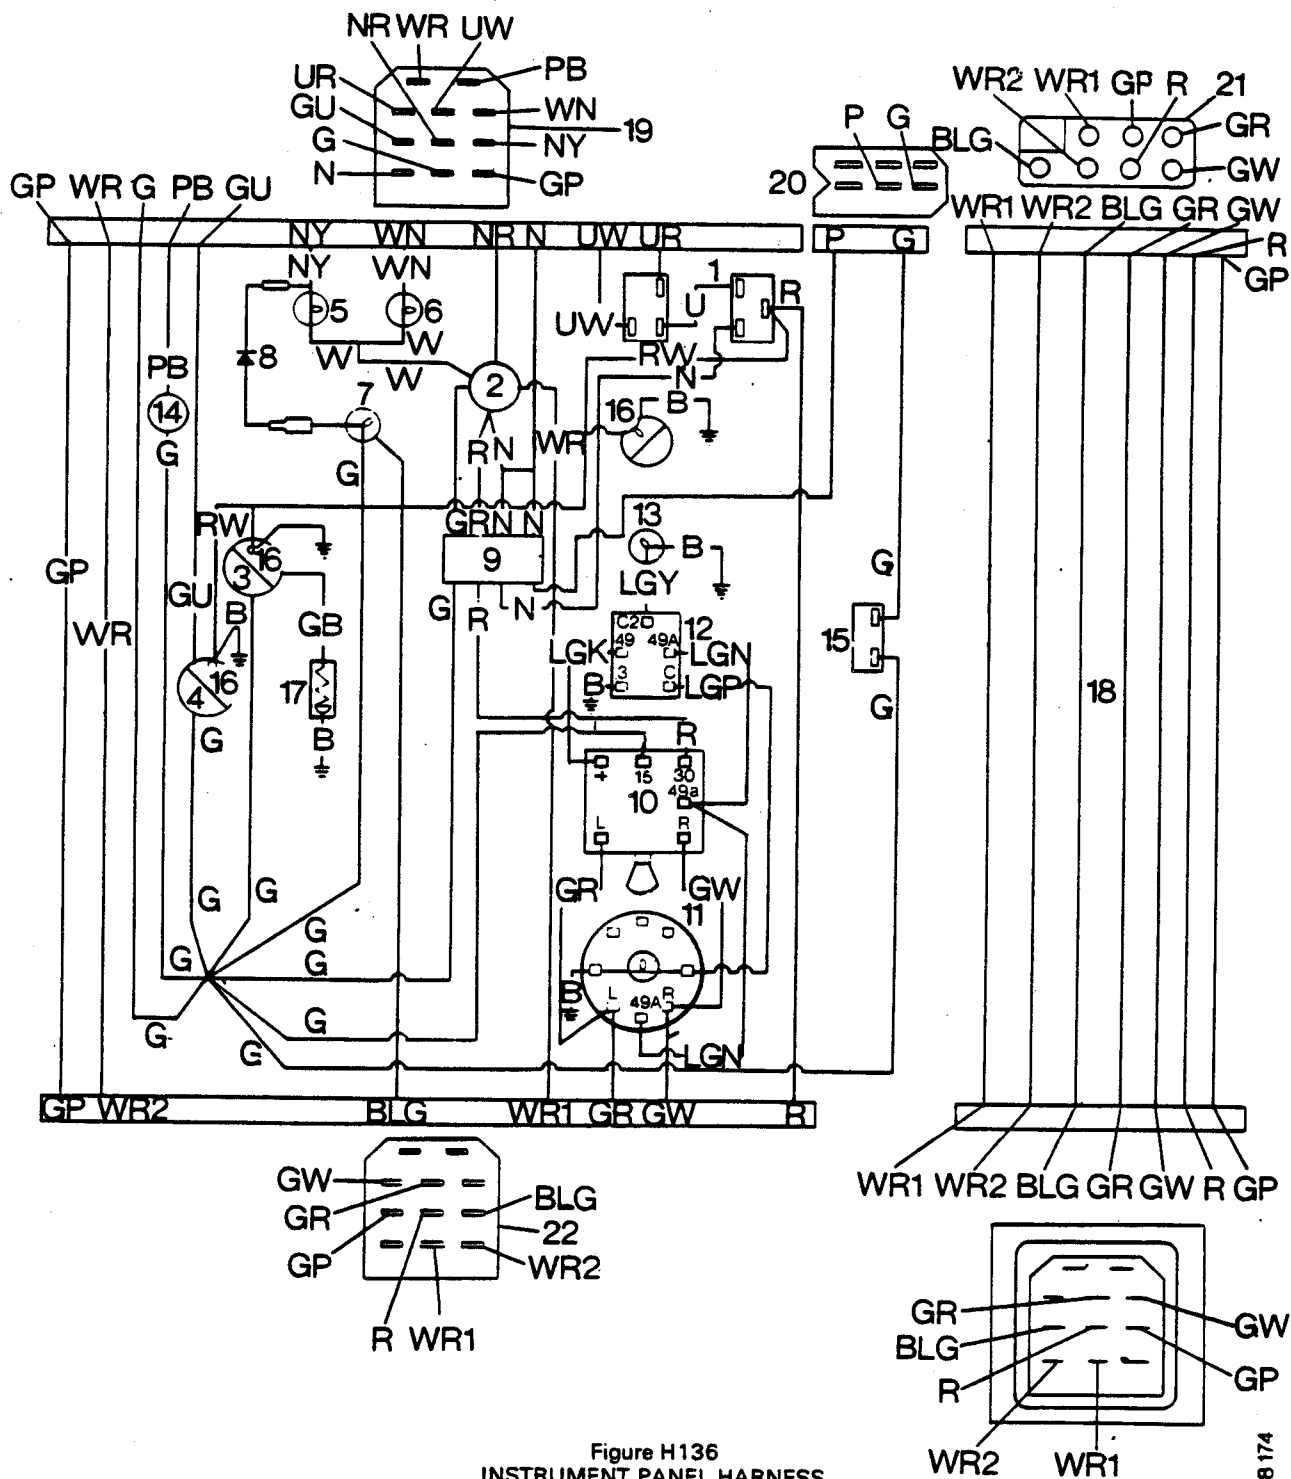 NR WR UW
UR PB
GU WN
G 19
N NY
GP
WR2 WR1 GP R 21
P G BLG GR
20 GW
GP WR G PB GU
WR1 WR2 BLG GR GW
NY WN NR N UW UR P G R
NY WN 1 R GP
5 6 U
UW
8 W W RW
PB W 2 N
7 16 B
14 R N WR
G G
RW G R N N 13
16 9 B G
3 LGY
GP GU G R N
B GB C2 12 15
WR 49 49A
LGK LGN
16 17 3 C
4 B LGP 18
G B R G
+ 15 30
10 49a
L R
G G GR GW
11
G
G G
B L 49A R
G G
G LGN
GP WR2 BLG WR1 GR GW R
GW BLG WR1 WR2 BLG GR GW R GP
GR 22
GP WR2
R WR1
GR GW
BLG
R GP
WR2 WR1
Figure H136
INSTRUMENT PANEL HARNESS
8174